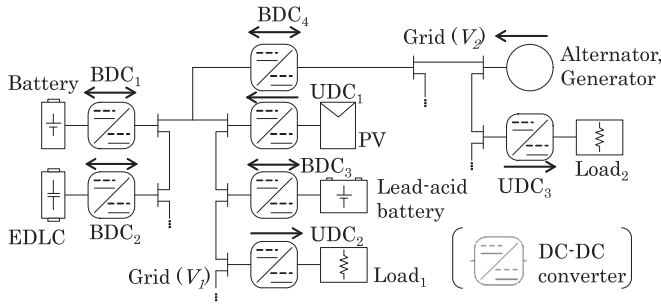 BDC4
Grid (V2)
Alternator,
Generator
Battery
BDC1
UDC1
PV
BDC3
Load2
UDC3
Lead-acid
battery
EDLC
BDC2
UDC2
Grid (V1)
Load1
DC-DC
converter